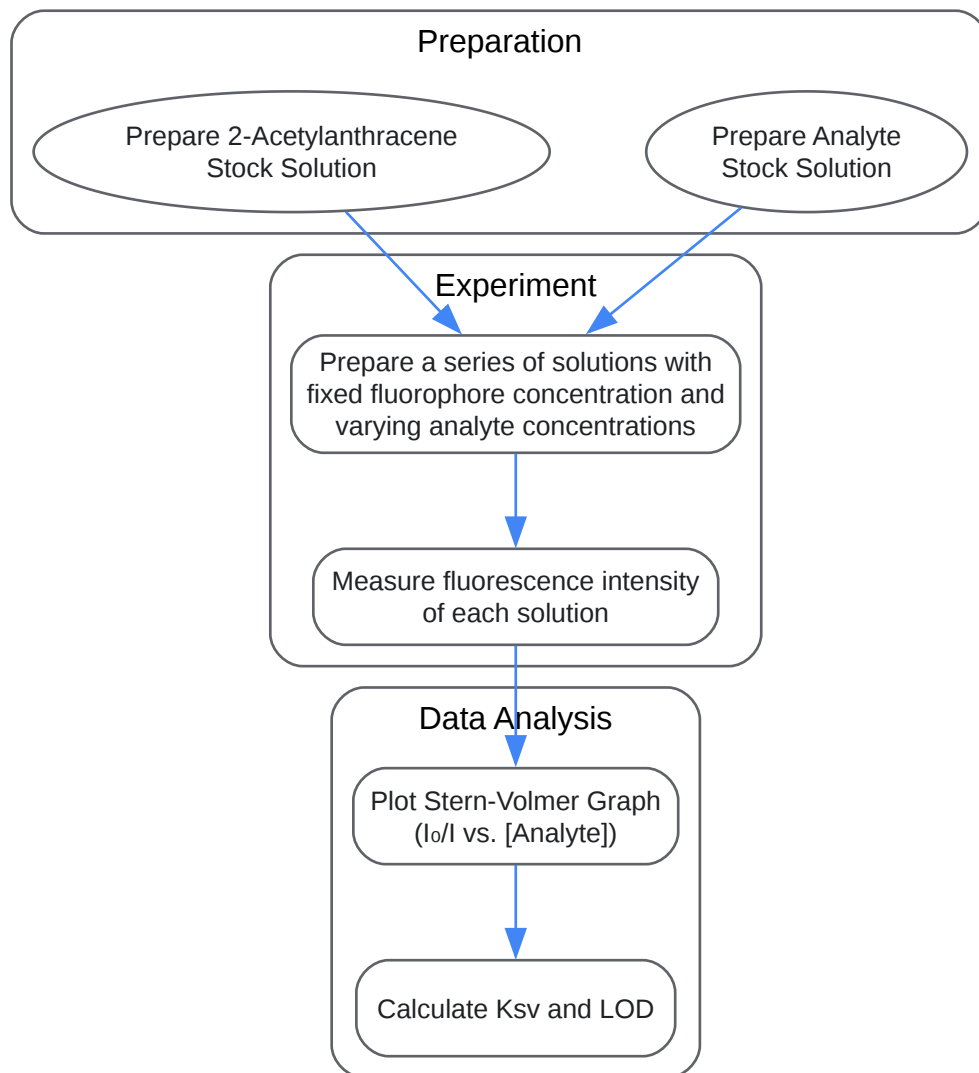 Preparation
Prepare 2-Acetylanthracene
Stock Solution
Prepare Analyte
Stock Solution
Experiment
Prepare a series of solutions with
fixed fluorophore concentration and
varying analyte concentrations
Measure fluorescence intensity
of each solution
Data Analysis
Plot Stern-Volmer Graph
(I₀/I vs. [Analyte])
Calculate Ksv and LOD